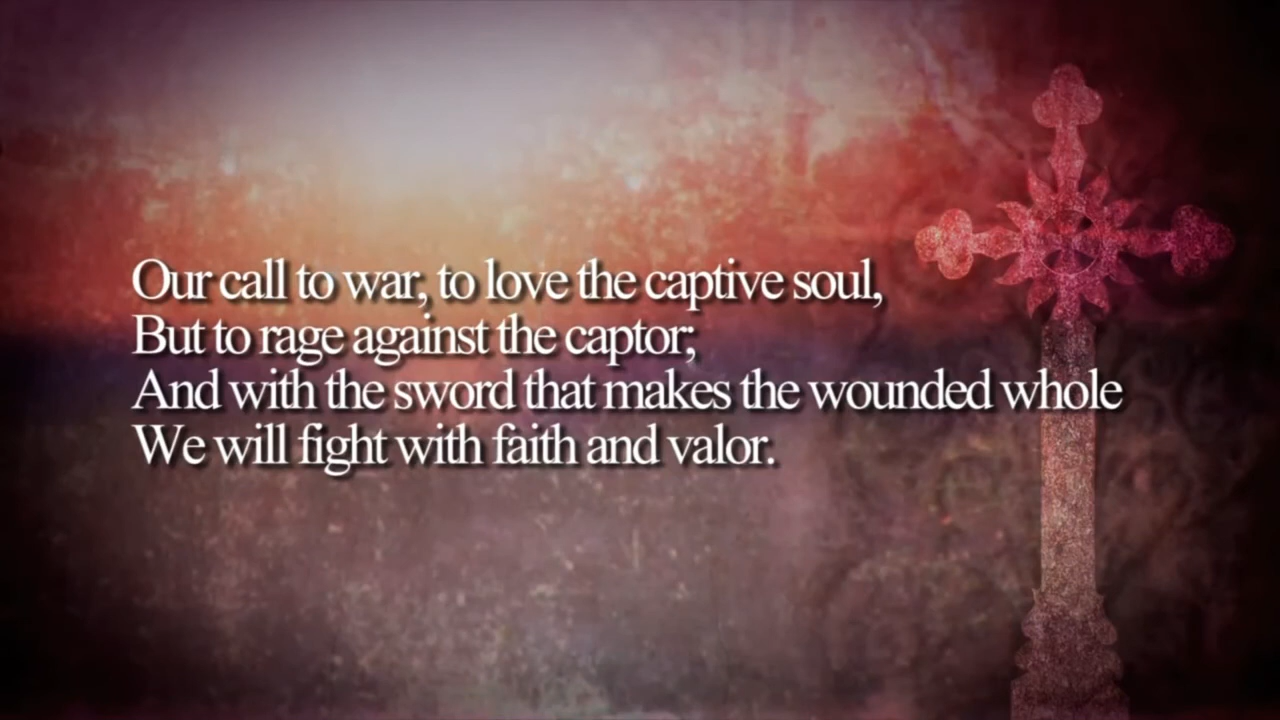 Our call to war, to love the captive soul,
But to rage against the captor;
And with the sword that makes the wounded whole
We will fight with faith and valor.